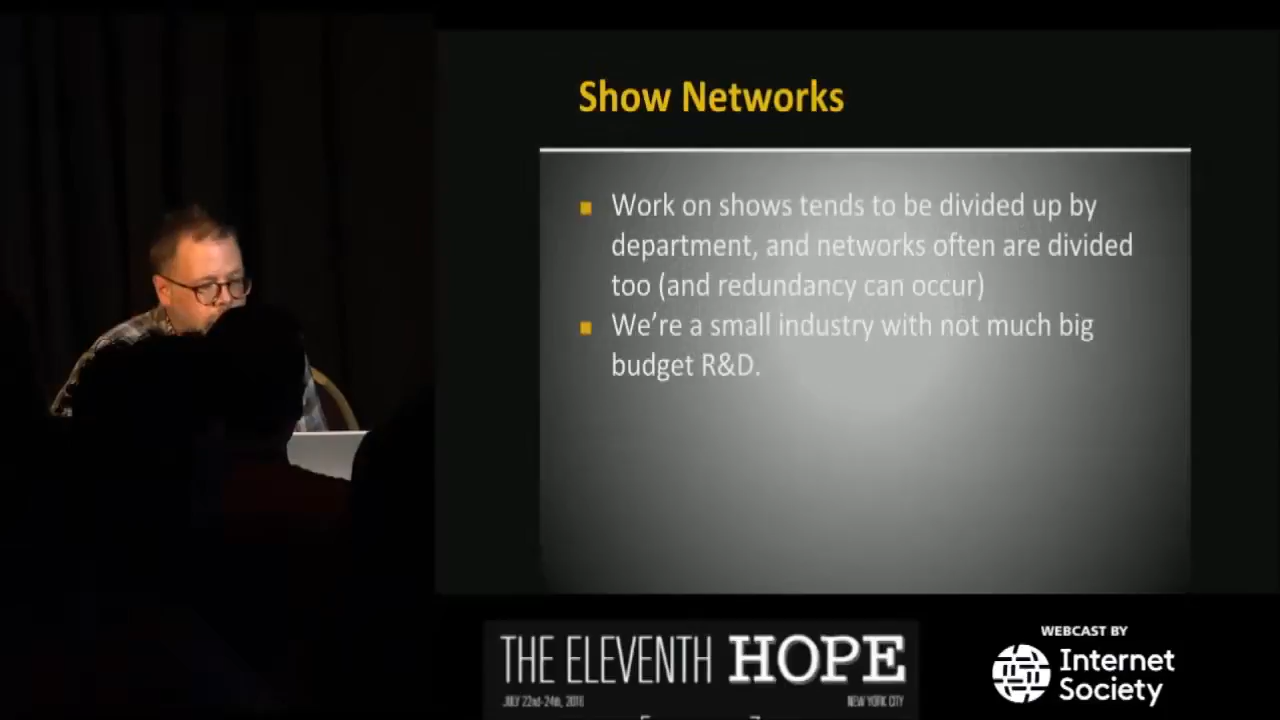 Show Networks
Work on shows tends to be divided up by
department, and networks often are divided
too (and redundancy can occur)
We're a small industry with not much big
budget R&D.
THE ELEVENTH HOPE
JULY 22nd-24th, 2016
NEW YORK CITY
WEBCAST BY
Internet
Society